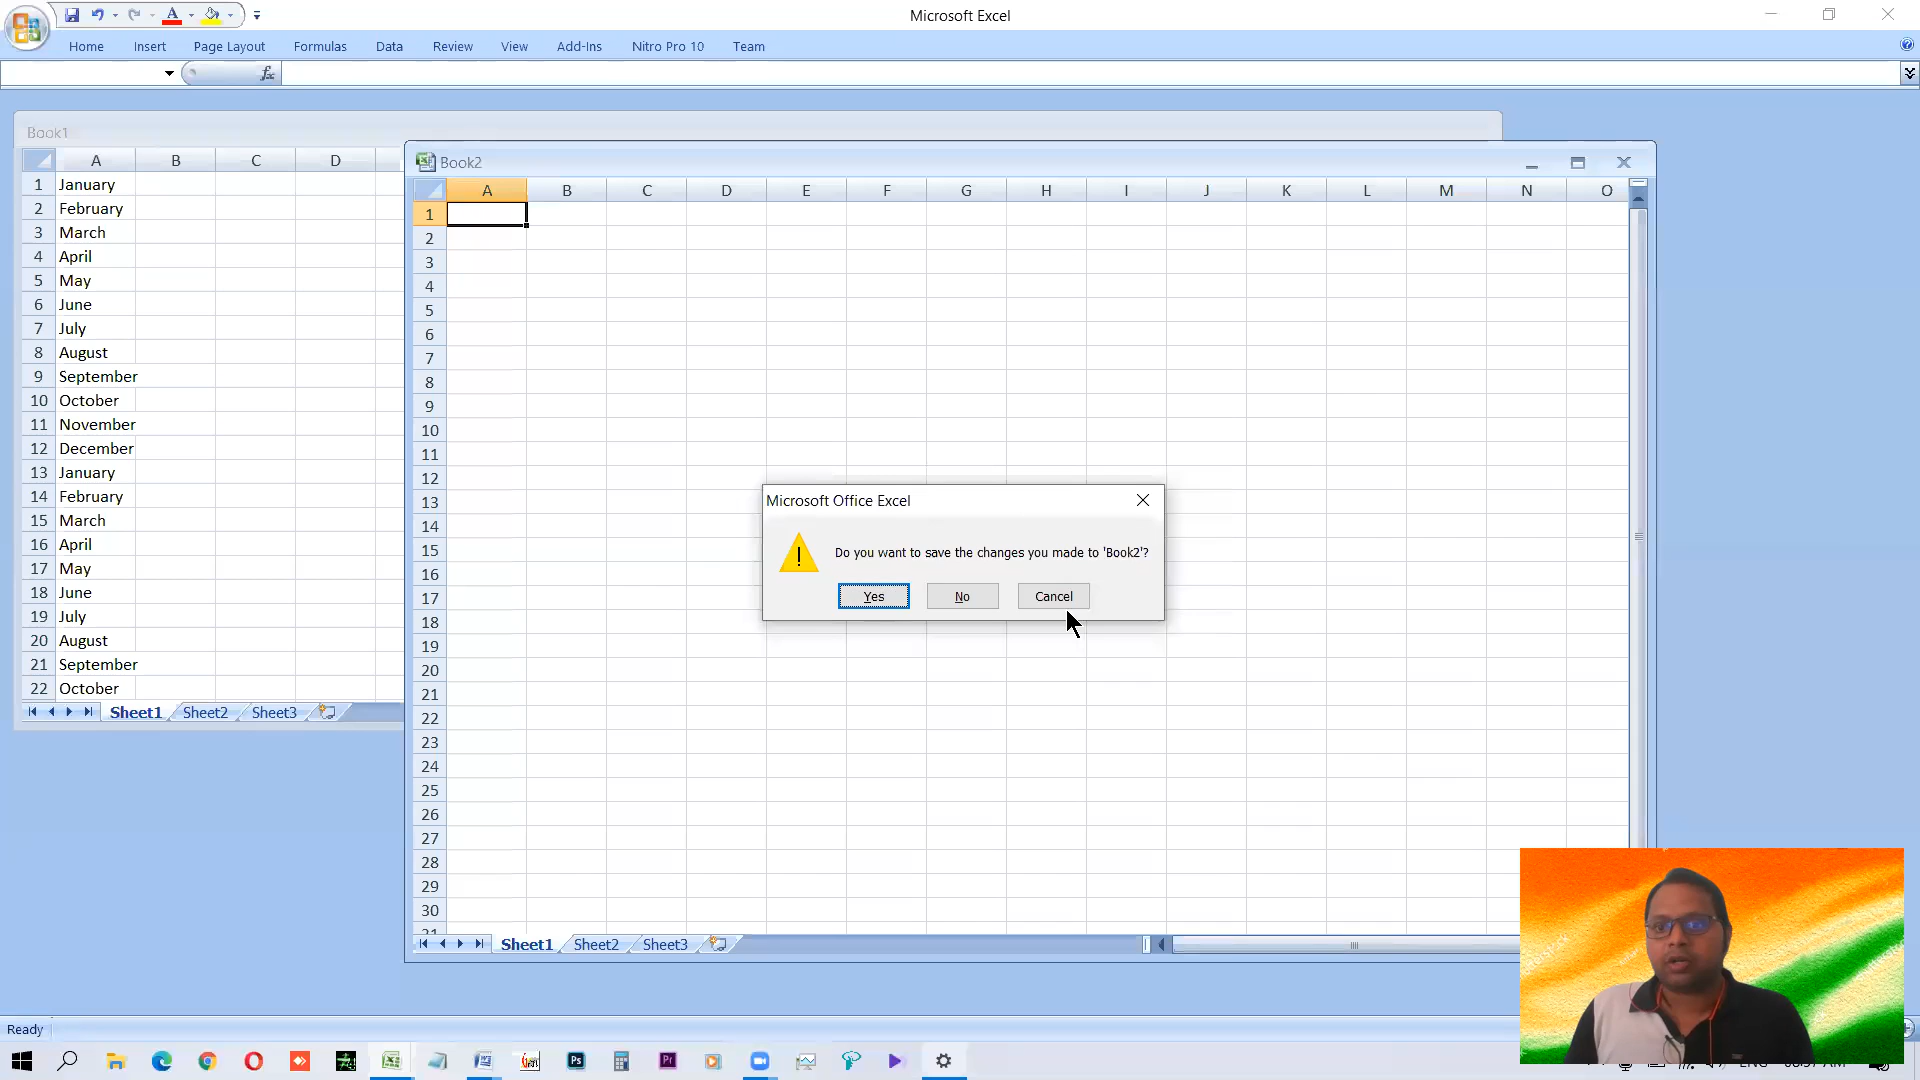 Microsoft Excel
Home Insert Page Layout Formulas Data Review View Add-Ins Nitro Pro 10 Team
fx
Book1
A B C D
1 January
2 February
3 March
4 April
5 May
6 June
7 July
8 August
9 September
10 October
11 November
12 December
13 January
14 February
15 March
16 April
17 May
18 June
19 July
20 August
21 September
22 October
Sheet1 Sheet2 Sheet3
Book2
A B C D E F G H I J K L M N O
1
2
3
4
5
6
7
8
9
10
11
12
13
14
15
16
17
18
19
20
21
22
23
24
25
26
27
28
29
30
31
Microsoft Office Excel
Do you want to save the changes you made to 'Book2'?
Yes No Cancel
Sheet1 Sheet2 Sheet3
Ready
Ps Pr